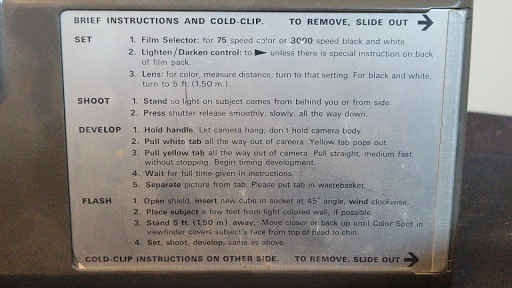 BRIEF INSTRUCTIONS AND COLD-CLIP. TO REMOVE, SLIDE OUT →
SET 1. Film Selector: for 75 speed color or 3000 speed black and white.
2. Lighten/Darken control: to ► unless there is special instruction on back
of film pack.
3. Lens: for color, measure distance, turn to that setting. For black and white,
turn to 5 ft. (1,50 m.).
SHOOT 1. Stand so light on subject comes from behind you or from side.
2. Press shutter release smoothly, slowly, all the way down.
DEVELOP 1. Hold handle. Let camera hang; don't hold camera body.
2. Pull white tab all the way out of camera. Yellow tab pops out.
3. Pull yellow tab all the way out of camera. Pull straight, medium fast,
without stopping. Begin timing development.
4. Wait for full time given in instructions.
5. Separate picture from tab. Please put tab in wastebasket.
FLASH 1. Open shield, insert new cube in socket at 45° angle, wind clockwise.
2. Place subject a few feet from light colored wall, if possible.
3. Stand 5 ft. (1,50 m.) away. Move closer or back up until Color Spot in
viewfinder covers subject's face from top of head to chin.
4. Set, shoot, develop, same as above.
COLD-CLIP INSTRUCTIONS ON OTHER SIDE. TO REMOVE, SLIDE OUT →